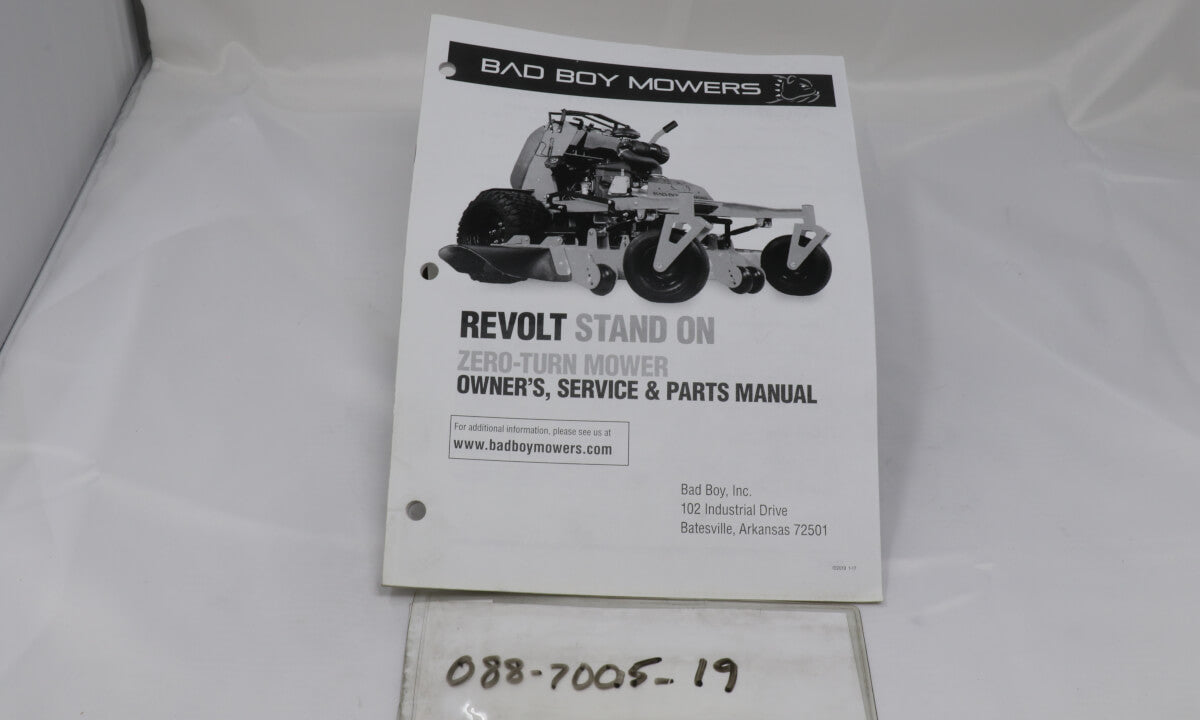 BAD BOY MOWERS
REVOLT STAND ON
ZERO-TURN MOWER
OWNER'S, SERVICE & PARTS MANUAL
For additional information, please see us at
www.badboymowers.com
Bad Boy, Inc.
102 Industrial Drive
Batesville, Arkansas 72501
088-7005-19